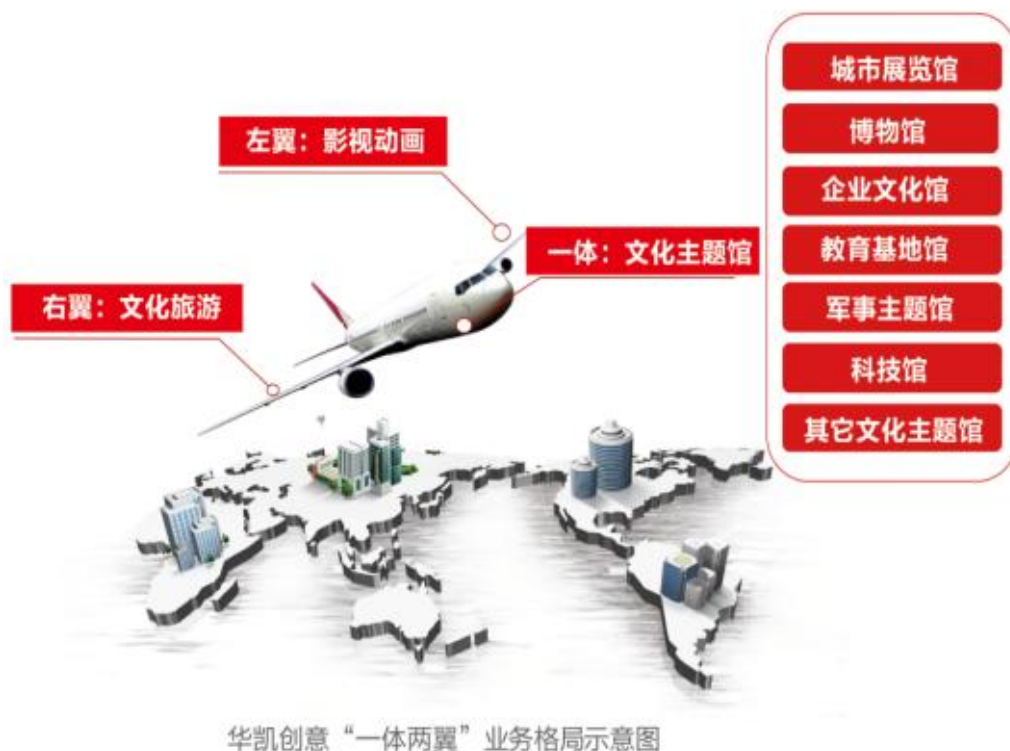 城市展览馆
博物馆
企业文化馆
教育基地馆
军事主题馆
科技馆
其它文化主题馆
左翼：影视动画
一体：文化主题馆
右翼：文化旅游
华凯创意“一体两翼”业务格局示意图